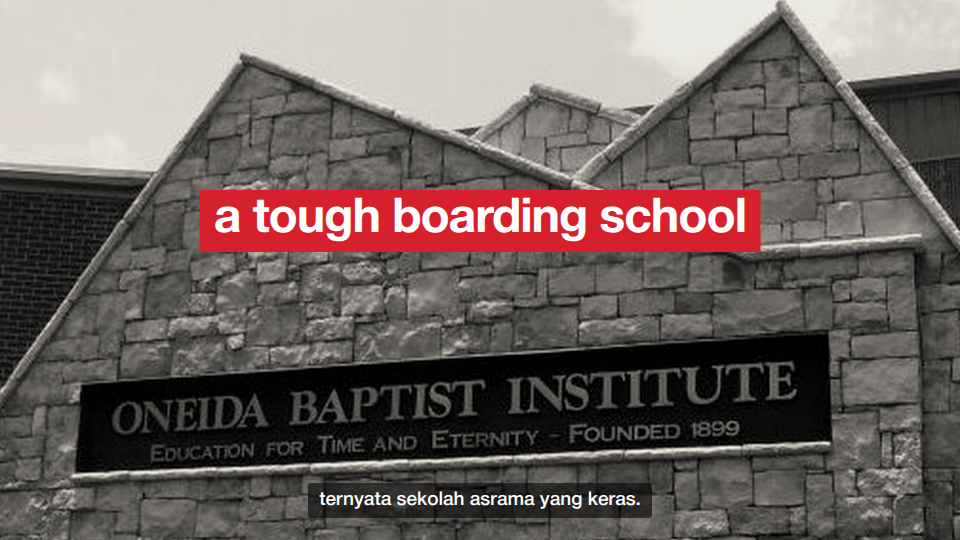 a tough boarding school
ONEIDA BAPTIST INSTITUTE
EDUCATION FOR TIME AND ETERNITY - FOUNDED 1899
ternyata sekolah asrama yang keras.